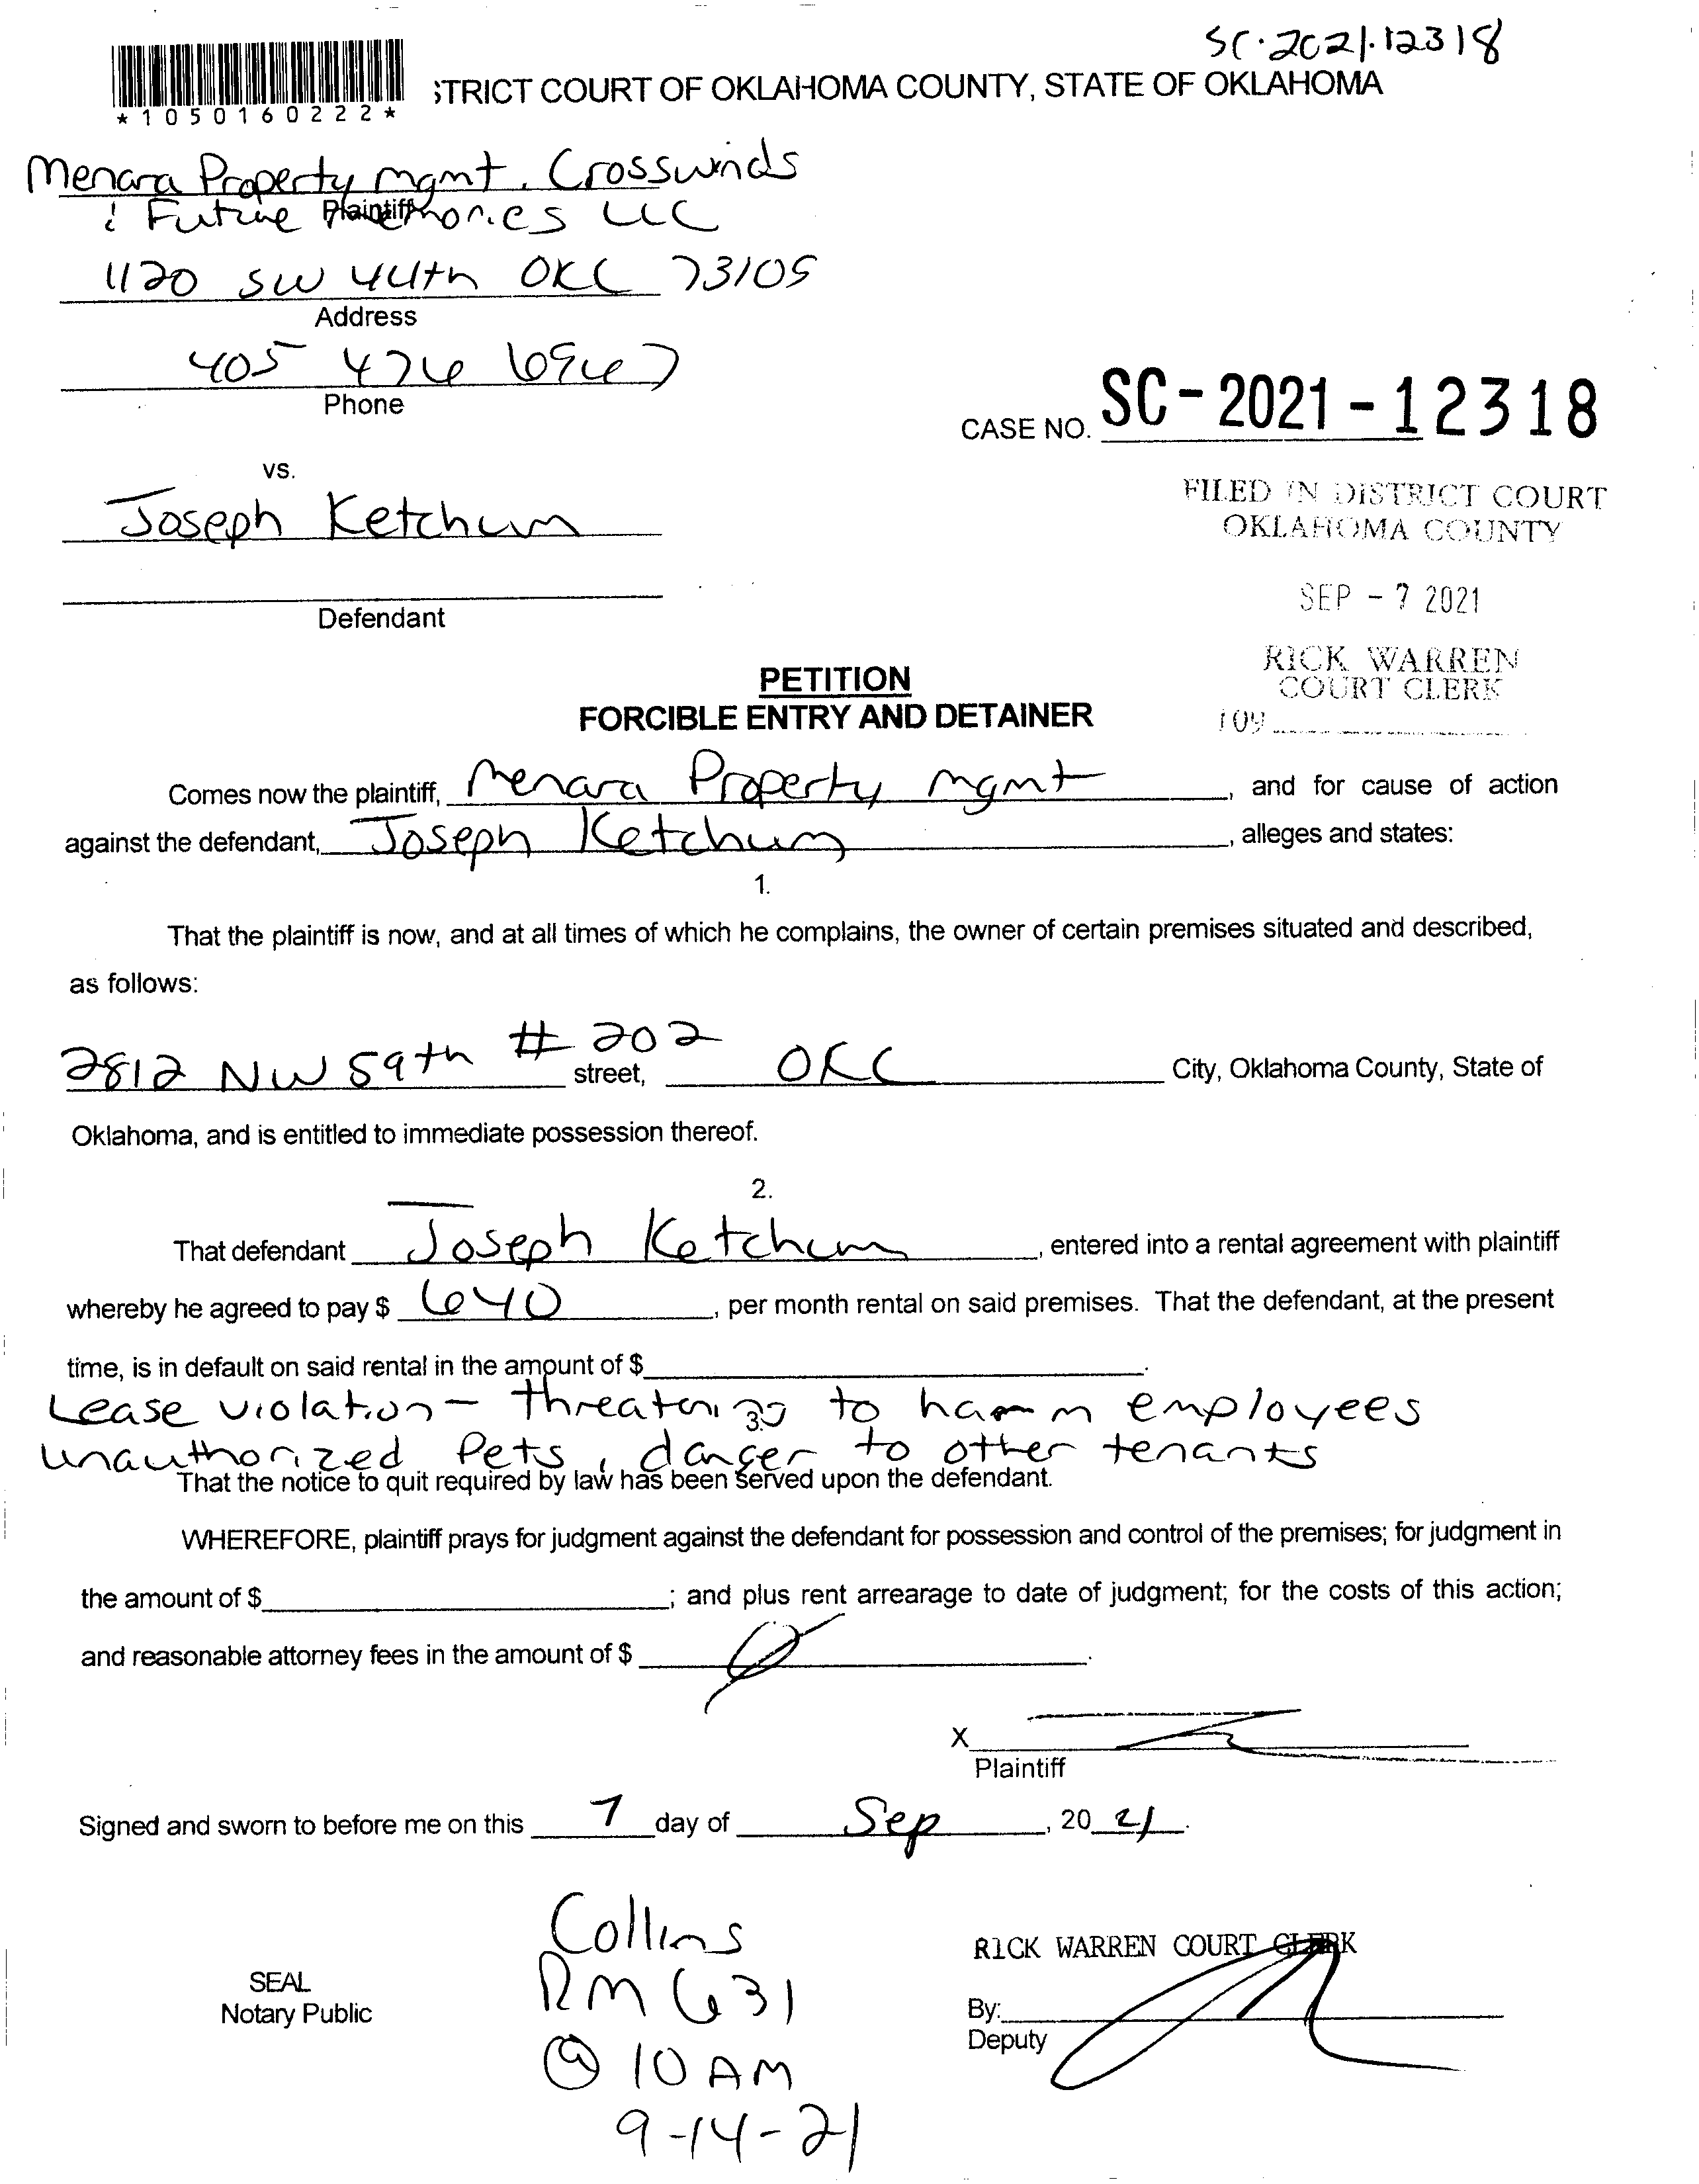 SC.2021.12318
STRICT COURT OF OKLAHOMA COUNTY, STATE OF OKLAHOMA
*1050160222*
Menara Property mgmt. Crosswinds
& Future Homes LLC
Plaintiff
1120 SW 44th OKC 73109
Address
405 476 6967
Phone
CASE NO. SC-2021-12318
vs.
Joseph Ketchum
FILED IN DISTRICT COURT
OKLAHOMA COUNTY
SEP - 7 2021
Defendant
RICK WARREN
COURT CLERK
109
PETITION
FORCIBLE ENTRY AND DETAINER
Comes now the plaintiff, Menara Property mgmt, and for cause of action
against the defendant, Joseph Ketchum, alleges and states:
1.
That the plaintiff is now, and at all times of which he complains, the owner of certain premises situated and described,
as follows:
2812 NW 59th # 202 street, OKC City, Oklahoma County, State of
Oklahoma, and is entitled to immediate possession thereof.
2.
That defendant Joseph Ketchum, entered into a rental agreement with plaintiff
whereby he agreed to pay $ 640, per month rental on said premises. That the defendant, at the present
time, is in default on said rental in the amount of $
Lease violation - threatening to harm employees
3.
unauthorized Pets, danger to other tenants
That the notice to quit required by law has been served upon the defendant.
WHEREFORE, plaintiff prays for judgment against the defendant for possession and control of the premises; for judgment in
the amount of $ ; and plus rent arrearage to date of judgment; for the costs of this action;
and reasonable attorney fees in the amount of $ Ø.
X
Plaintiff
Signed and sworn to before me on this 7 day of Sep, 20 21.
Collins
RM 631
@ 10 AM
9-14-21
SEAL
Notary Public
RICK WARREN COURT CLERK
By:
Deputy